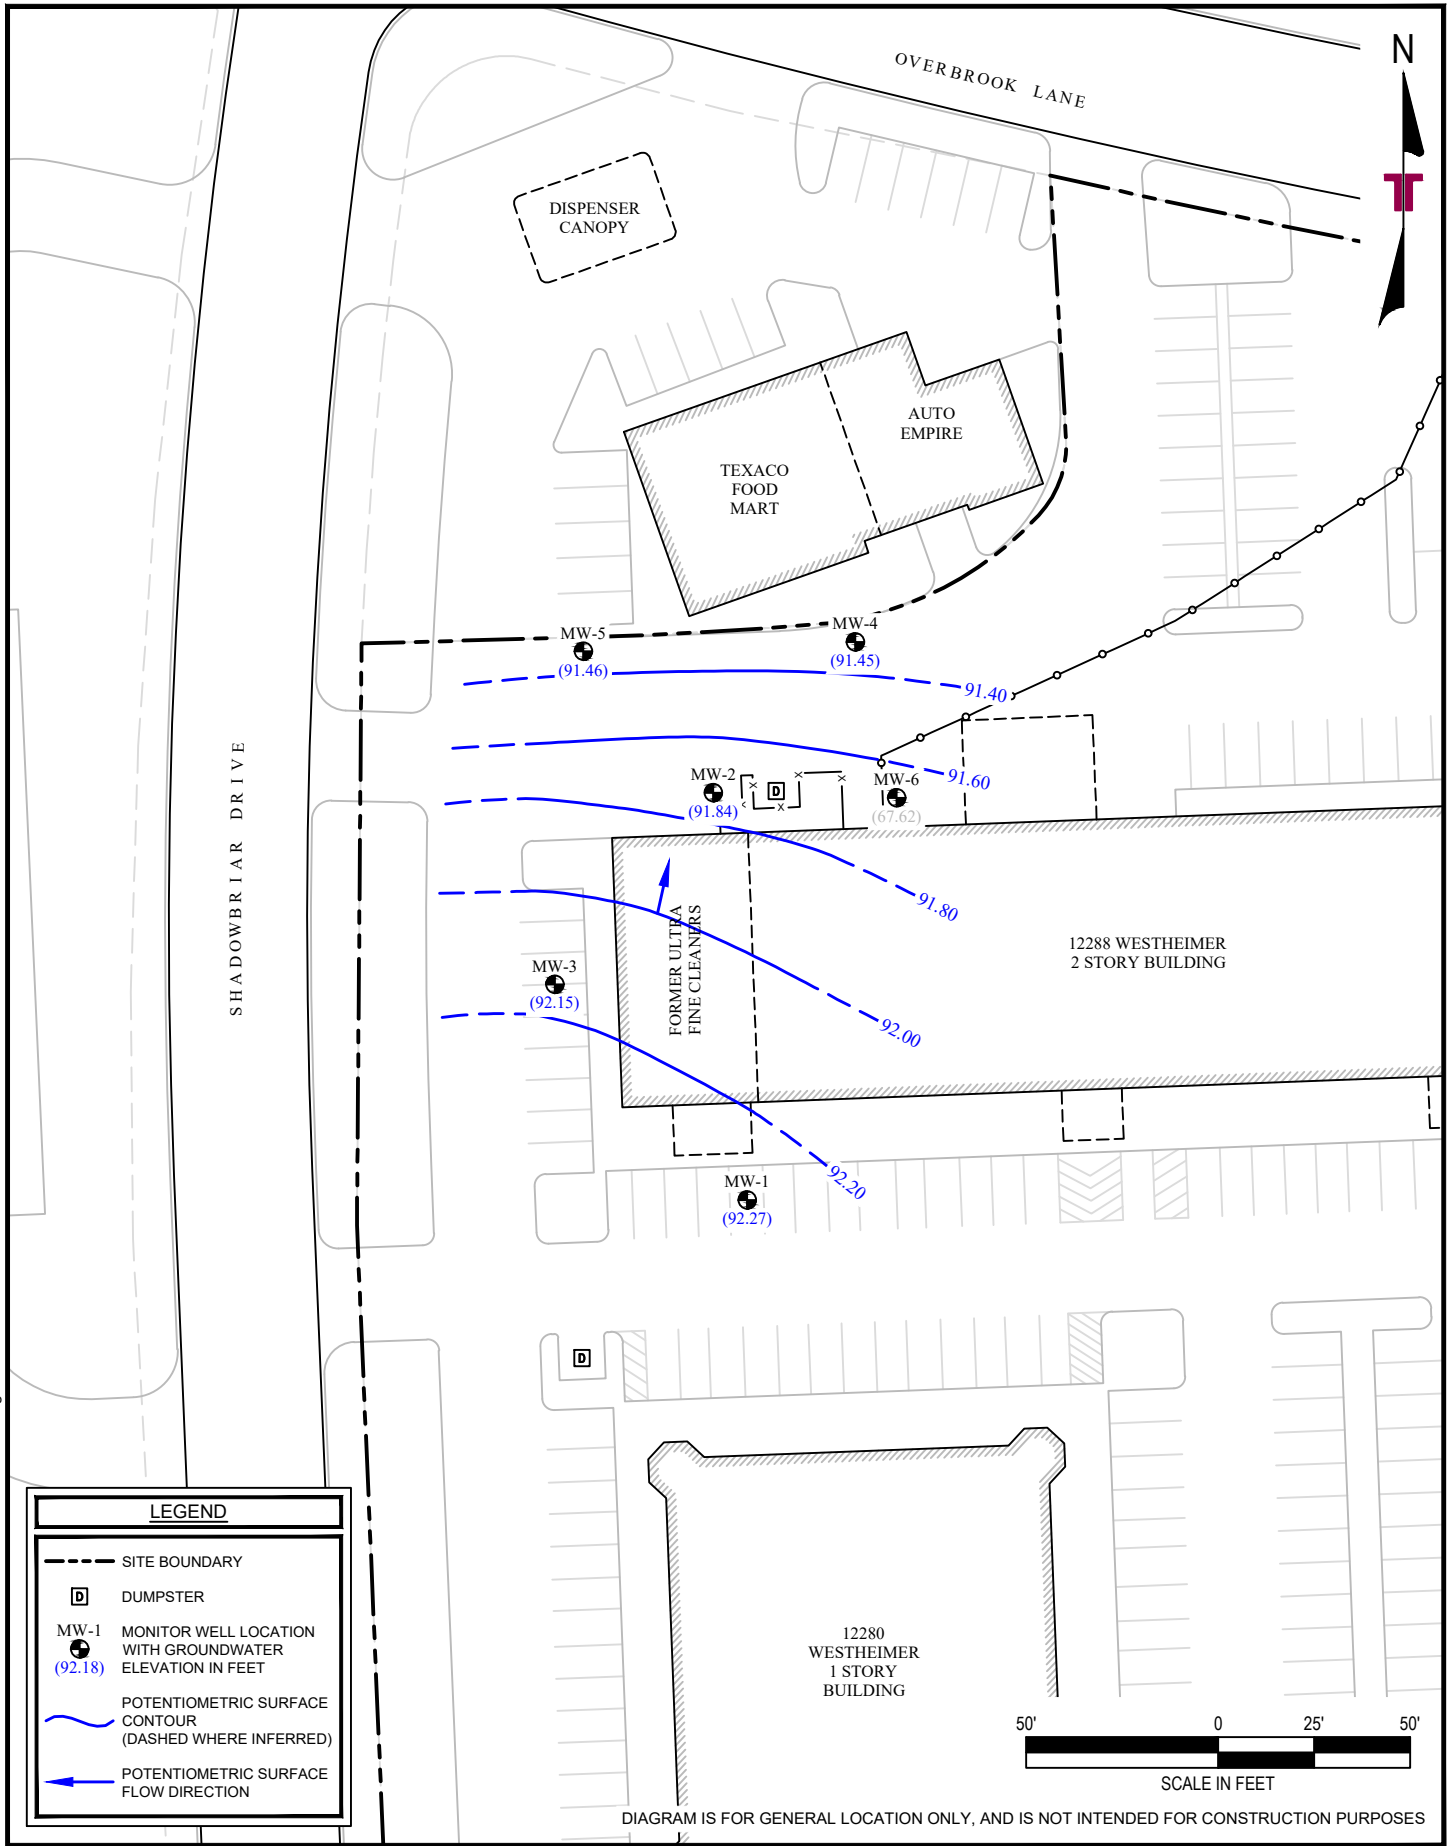 OVERBROOK LANE
N
DISPENSER
CANOPY
AUTO
EMPIRE
TEXACO
FOOD
MART
MW-5
(91.46)
MW-4
(91.45)
91.40
91.60
MW-2
(91.84)
D
MW-6
(67.62)
91.80
SHADOWBRIAR DRIVE
FORMER ULTRA
FINE CLEANERS
12288 WESTHEIMER
2 STORY BUILDING
MW-3
(92.15)
92.00
92.20
MW-1
(92.27)
D
12280
WESTHEIMER
1 STORY
BUILDING
LEGEND
SITE BOUNDARY
D DUMPSTER
MW-1
(92.18)
MONITOR WELL LOCATION
WITH GROUNDWATER
ELEVATION IN FEET
POTENTIOMETRIC SURFACE
CONTOUR
(DASHED WHERE INFERRED)
POTENTIOMETRIC SURFACE
FLOW DIRECTION
50' 0 25' 50'
SCALE IN FEET
DIAGRAM IS FOR GENERAL LOCATION ONLY, AND IS NOT INTENDED FOR CONSTRUCTION PURPOSES